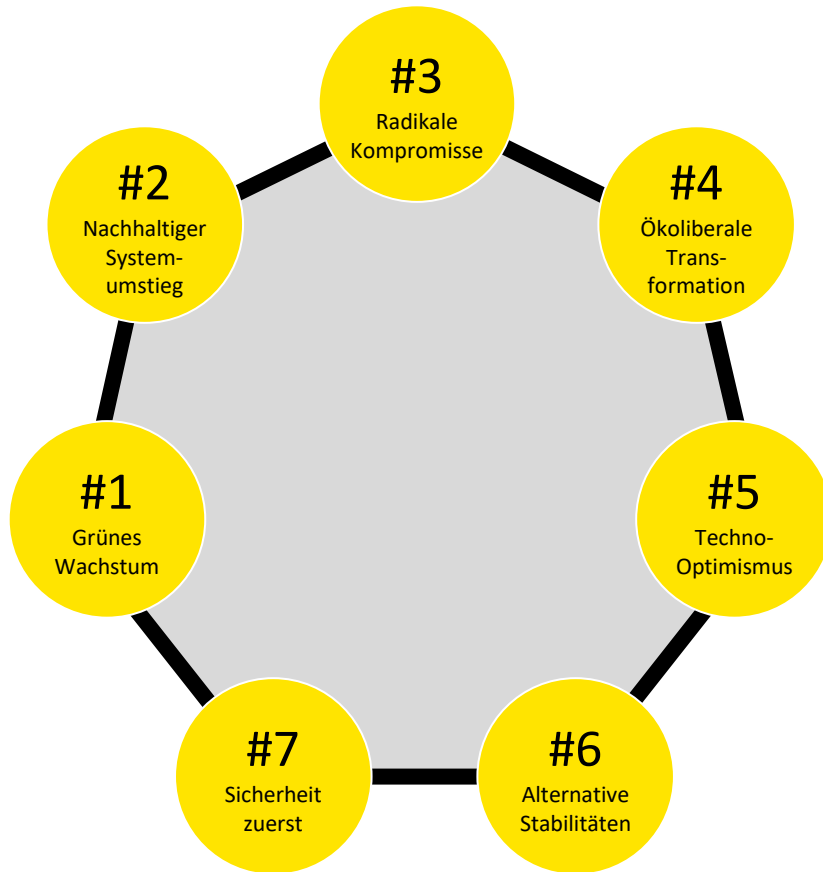 #3
Radikale
Kompromisse
#2
Nachhaltiger
System-
umstieg
#4
Ökoliberale
Trans-
formation
#1
Grünes
Wachstum
#5
Techno-
Optimismus
#7
Sicherheit
zuerst
#6
Alternative
Stabilitäten